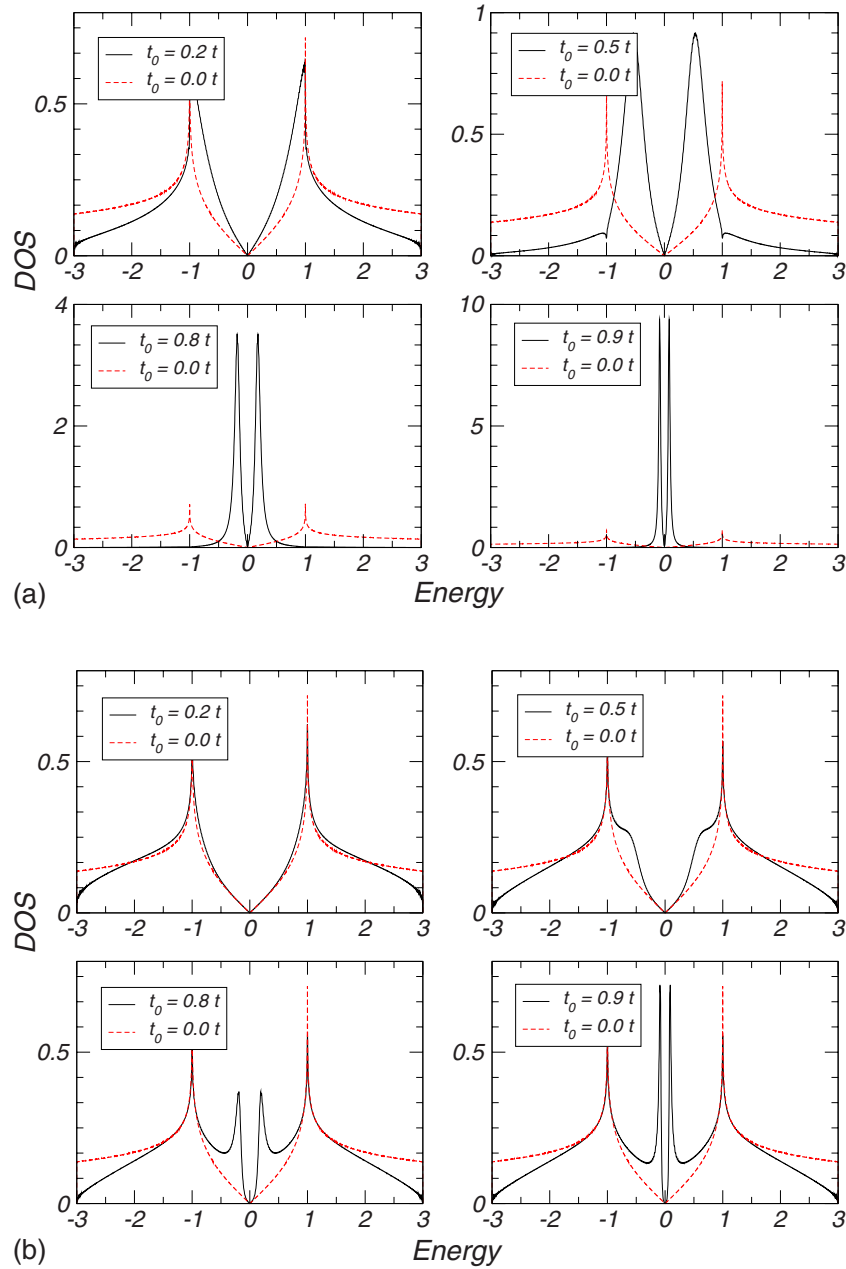 t0 = 0.2 t
t0 = 0.0 t
0.5
0
-3 -2 -1 0 1 2 3
t0 = 0.5 t
t0 = 0.0 t
1
0.5
0
-3 -2 -1 0 1 2 3
DOS
t0 = 0.8 t
t0 = 0.0 t
4
2
0
-3 -2 -1 0 1 2 3
t0 = 0.9 t
t0 = 0.0 t
10
5
0
-3 -2 -1 0 1 2 3
(a)
Energy
t0 = 0.2 t
t0 = 0.0 t
0.5
0
-3 -2 -1 0 1 2 3
t0 = 0.5 t
t0 = 0.0 t
0.5
0
-3 -2 -1 0 1 2 3
DOS
t0 = 0.8 t
t0 = 0.0 t
0.5
0
-3 -2 -1 0 1 2 3
t0 = 0.9 t
t0 = 0.0 t
0.5
0
-3 -2 -1 0 1 2 3
(b)
Energy